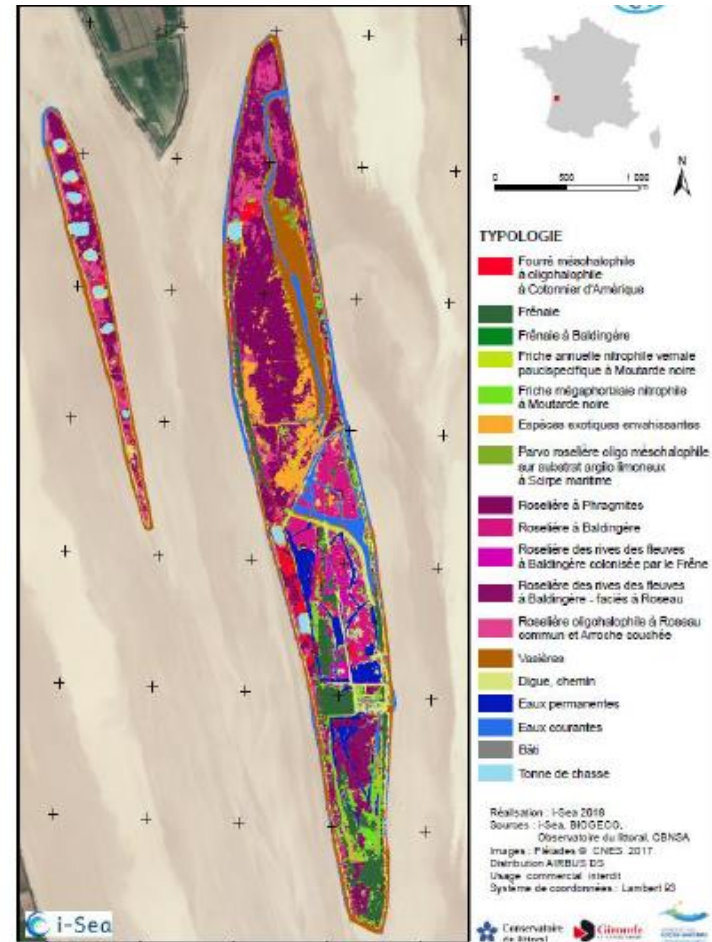 N
0 500 1 000
m
TYPOLOGIE
Fourré méschalophile
à oligohalophile
à Cotonnier d'Amérique
Frênaie
Frênaie à Baldingère
Friche annuelle nitrophile vernale
paucispecifique à Moutarde noire
Friche mégaphorbiaie nitrophile
à Moutarde noire
Espèces exotiques envahissantes
Parvo roselière oligo méschalophile
sur substrat argilo limoneux
à Scirpe maritime
Roselière à Phragmites
Roselière à Baldingère
Roselière des rives des fleuves
à Baldingère colonisée par le Frêne
Roselière des rives des fleuves
à Baldingère - faciès à Roseau
Roselière oligohalophile à Roseau
commun et Arroche couchée
Vasières
Digue, chemin
Eaux permanentes
Eaux courantes
Bâti
Tonne de chasse
Réalisation : i-Sea 2018
Sources : i-Sea, BIOGECO,
Observatoire du littoral, CBNSA
Images : Pléiades © CNES 2017
Distribution AIRBUS DS
Usage commercial interdit
Système de coordonnées : Lambert 93
i-Sea
Conservatoire
du littoral
Gironde